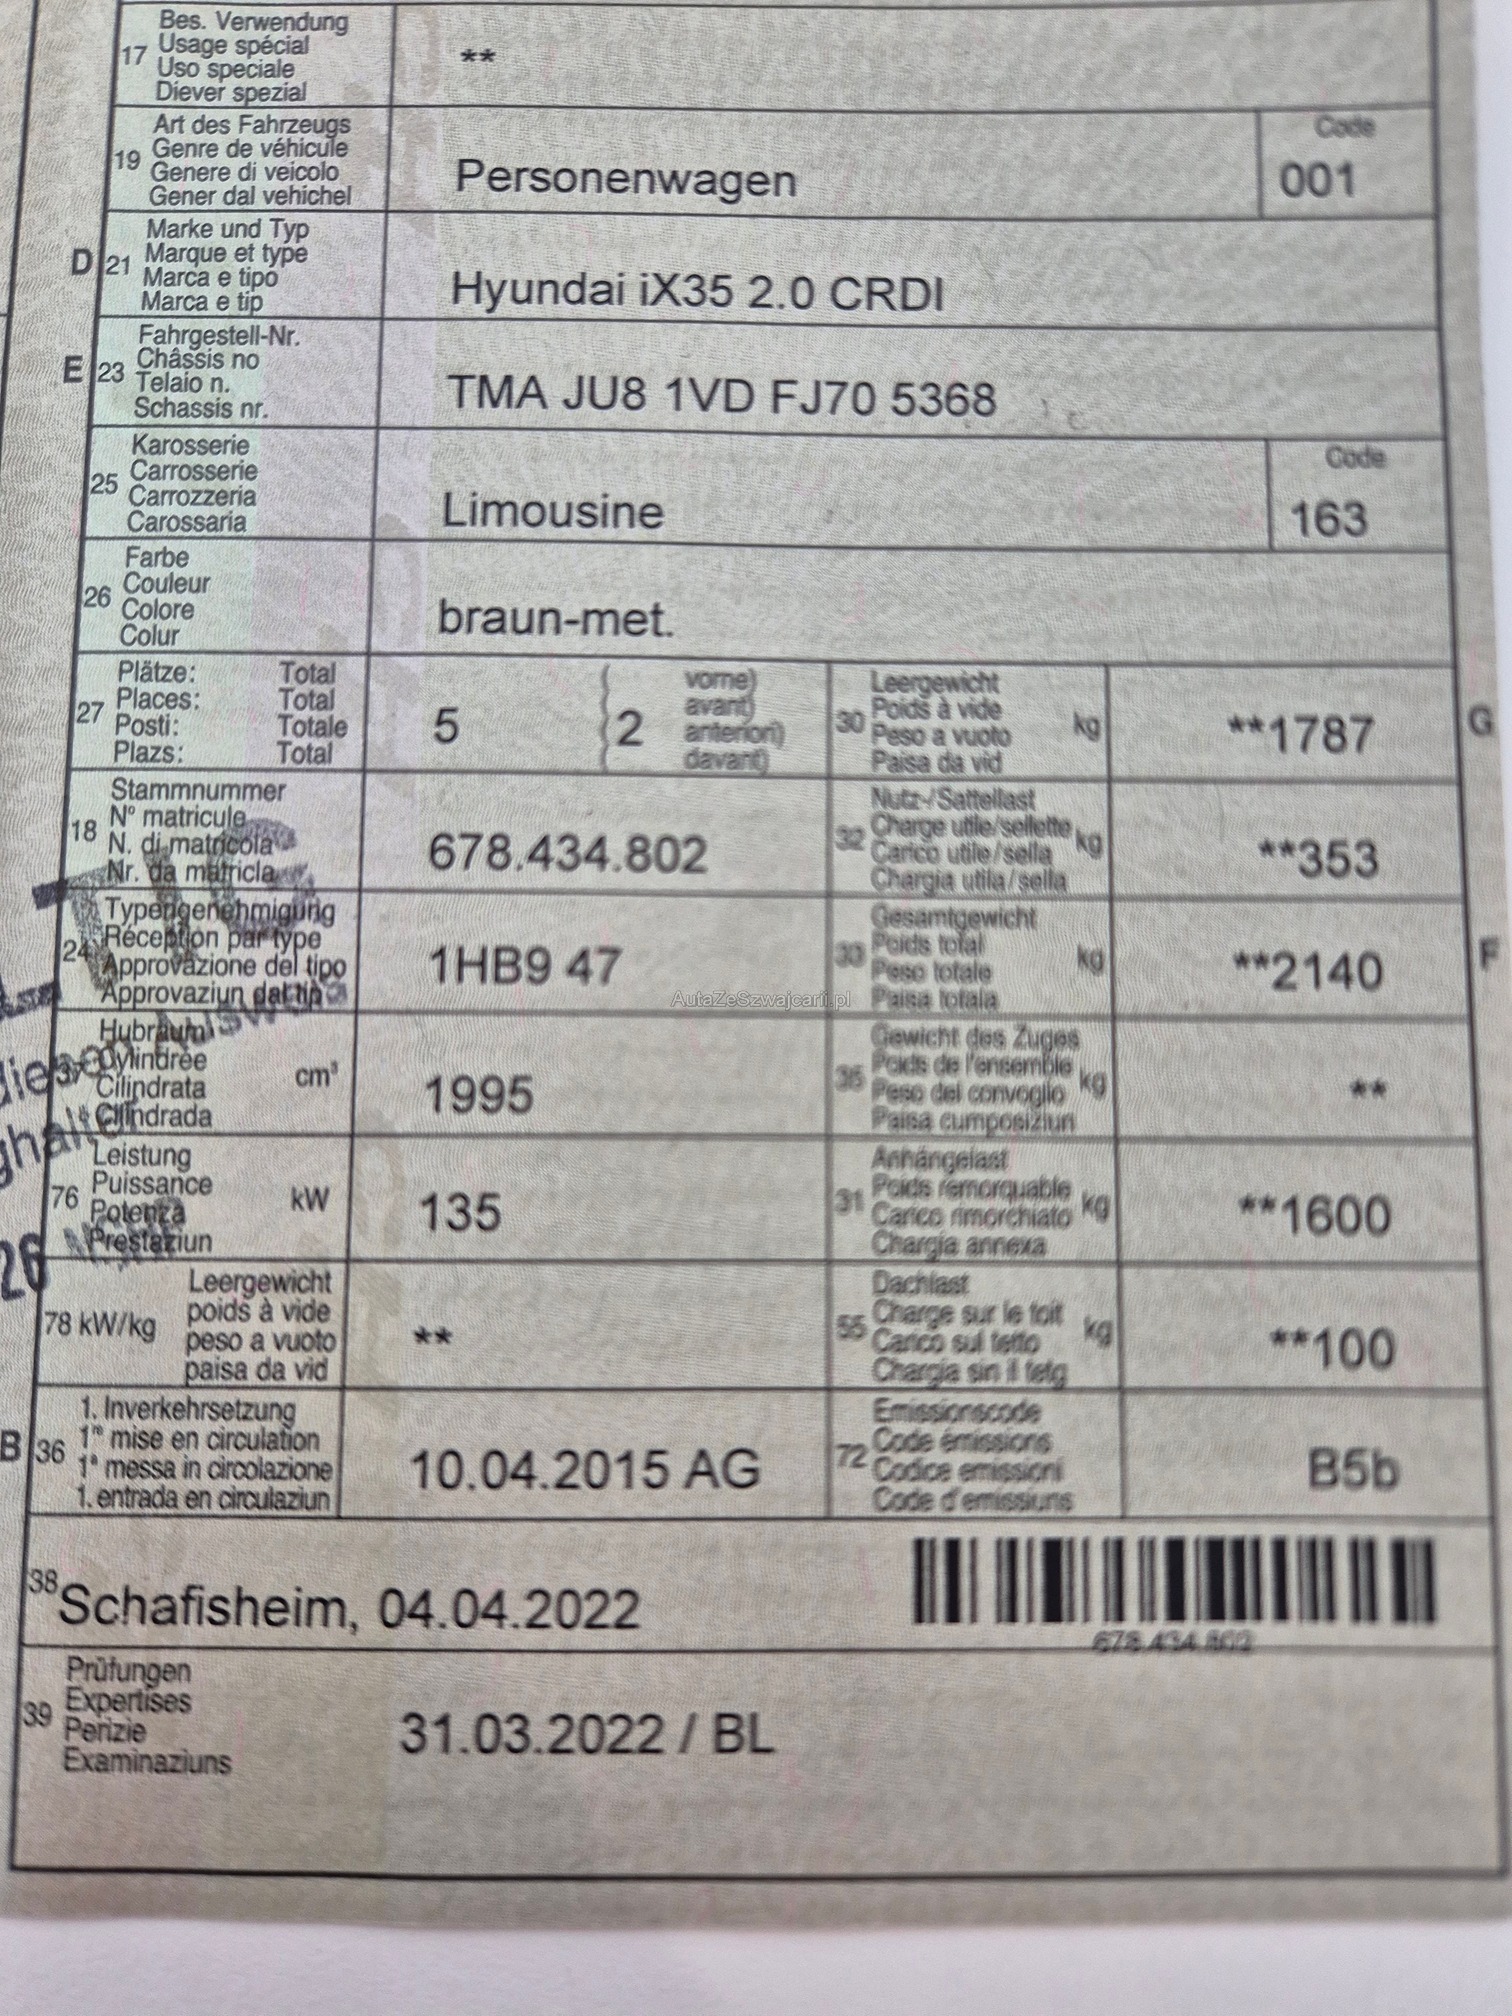 17
Bes. Verwendung
Usage spécial
Uso speciale
Diever spezial
**
19
Art des Fahrzeugs
Genre de véhicule
Genere di veicolo
Gener dal vehichel
Personenwagen
Code
001
D
21
Marke und Typ
Marque et type
Marca e tipo
Marca e tip
Hyundai iX35 2.0 CRDI
E
23
Fahrgestell-Nr.
Châssis no
Telaio n.
Schassis nr.
TMA JU8 1VD FJ70 5368
25
Karosserie
Carrosserie
Carrozzeria
Carossaria
Limousine
Code
163
26
Farbe
Couleur
Colore
Colur
braun-met.
27
Plätze: Total
Places: Total
Posti: Totale
Plazs: Total
5
2
vorne)
avant)
anteriori)
davant)
30
Leergewicht
Poids à vide
Peso a vuoto
Paisa da vid
kg
**1787
G
18
Stammnummer
N° matricule
N. di matricola
Nr. da matricla
678.434.802
32
Nutz-/Sattellast
Charge utile/sellette
Carico utile/sella
Chargia utila/sella
kg
**353
24
Typengenehmigung
Réception par type
Approvazione del tipo
Approvaziun dal tip
1HB9 47
33
Gesamtgewicht
Poids total
Peso totale
Paisa totala
kg
**2140
F
AutaZeSzwajcarii.pl
37
Hubraum
Cylindrée
Cilindrata
Cilindrada
cm³
1995
35
Gewicht des Zuges
Poids de l'ensemble
Peso del convoglio
Paisa cumposiziun
kg
**
76
Leistung
Puissance
Potenza
Prestaziun
kW
135
31
Anhängelast
Poids remorquable
Carico rimorchiato
Chargia annexa
kg
**1600
78 kW/kg
Leergewicht
poids à vide
peso a vuoto
paisa da vid
**
55
Dachlast
Charge sur le toit
Carico sul tetto
Chargia sin il tetg
kg
**100
B
36
1. Inverkehrsetzung
1re mise en circulation
1a messa in circolazione
1. entrada en circulaziun
10.04.2015 AG
72
Emissionscode
Code émissions
Codice emissioni
Code d'emissiuns
B5b
38
Schafisheim, 04.04.2022
678.434.802
39
Prüfungen
Expertises
Perizie
Examinaziuns
31.03.2022 / BL
26